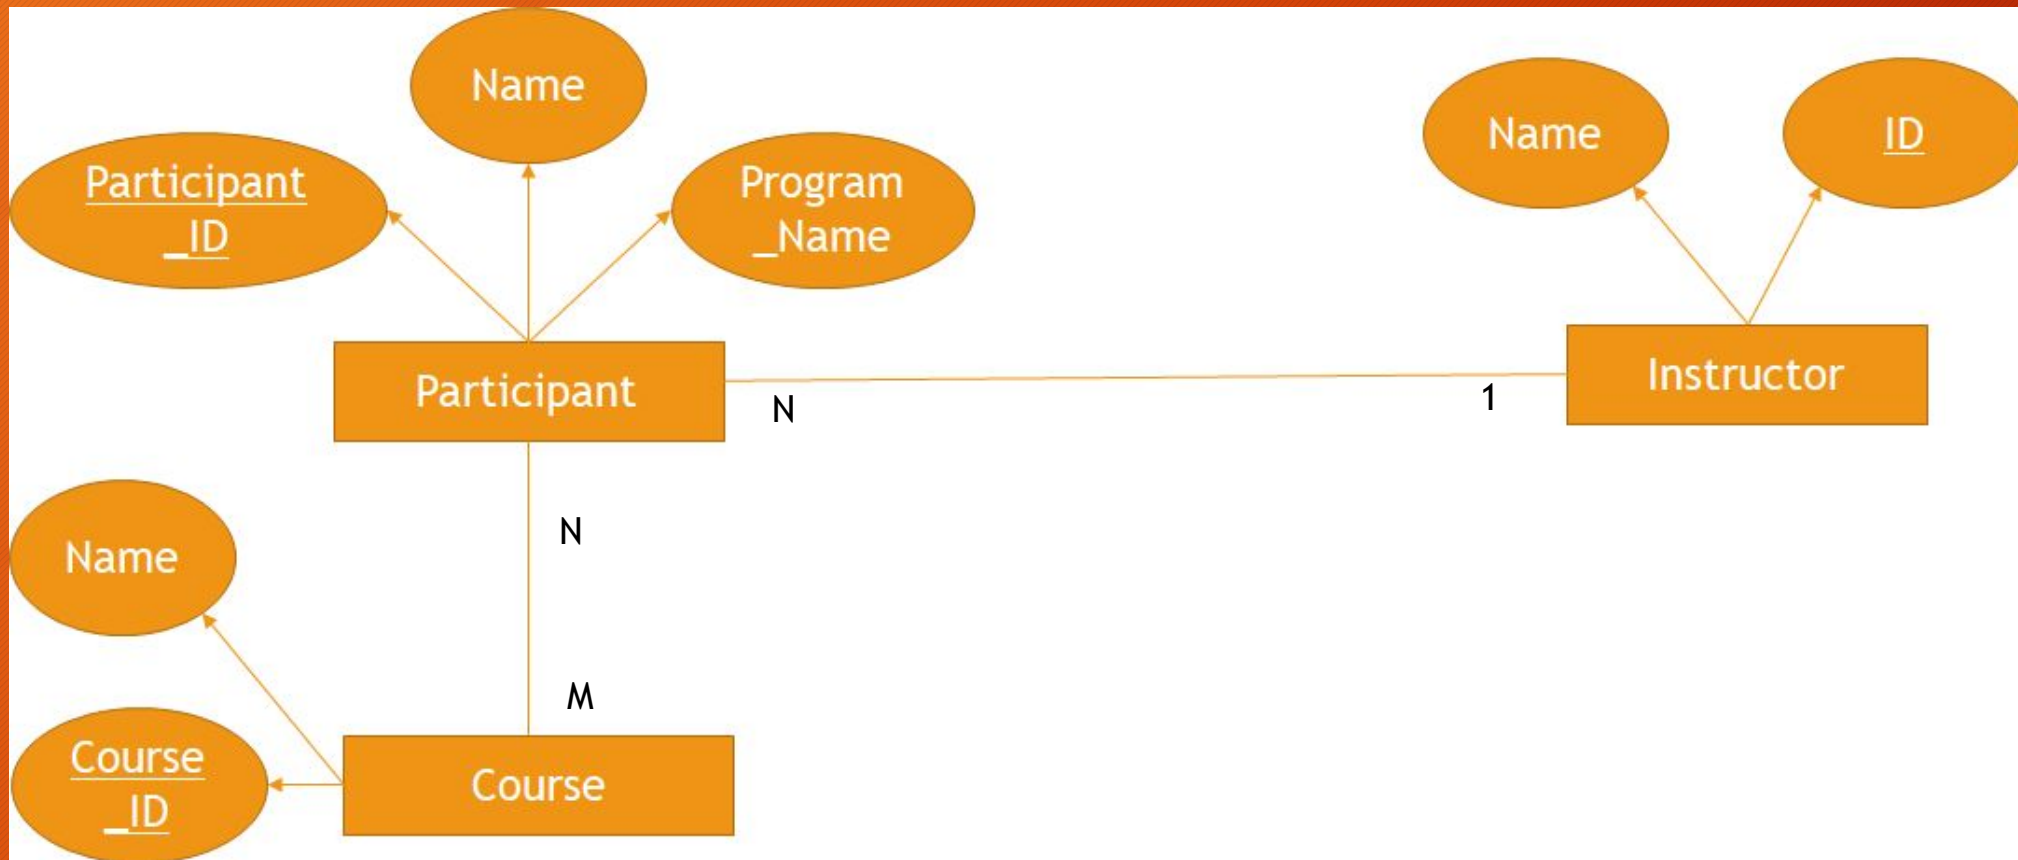 Name
Name
ID
Participant
_ID
Program
_Name
Participant
Instructor
N
1
N
Name
M
Course
_ID
Course